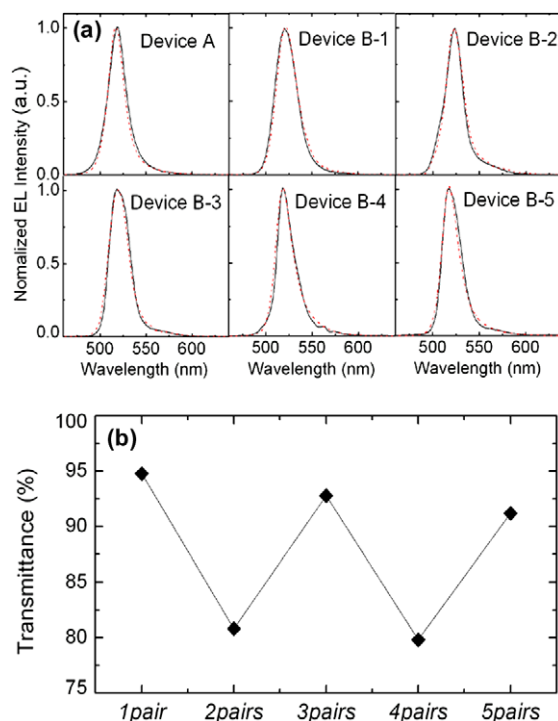 (a)
Device A
Device B-1
Device B-2
1.0
0.5
Nomalized EL Intensity (a.u.)
Device B-3
Device B-4
Device B-5
1.0
0.5
0.0
500 550 600 500 550 600 500 550 600
Wavelength (nm) Wavelength (nm) Wavelength (nm)
(b)
100
95
90
85
80
75
Transmittance (%)
1pair 2pairs 3pairs 4pairs 5pairs